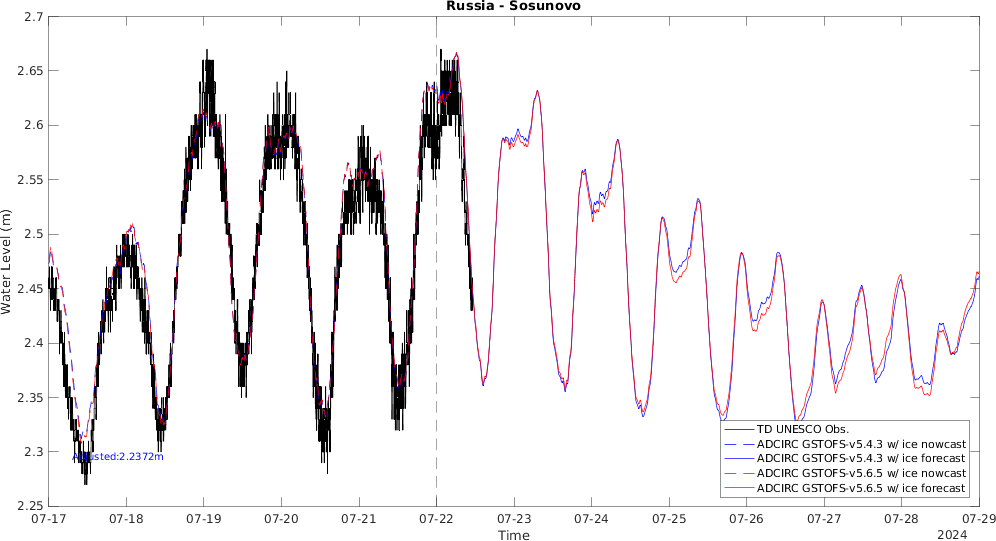 Russia - Sosunovo
2.7
2.65
2.6
2.55
2.5
2.45
2.4
2.35
2.3
2.25
Water Level (m)
Adjusted:2.2372m
TD UNESCO Obs.
ADCIRC GSTOFS-v5.4.3 w/ ice nowcast
ADCIRC GSTOFS-v5.4.3 w/ ice forecast
ADCIRC GSTOFS-v5.6.5 w/ ice nowcast
ADCIRC GSTOFS-v5.6.5 w/ ice forecast
07-17 07-18 07-19 07-20 07-21 07-22 07-23 07-24 07-25 07-26 07-27 07-28 07-29
Time
2024